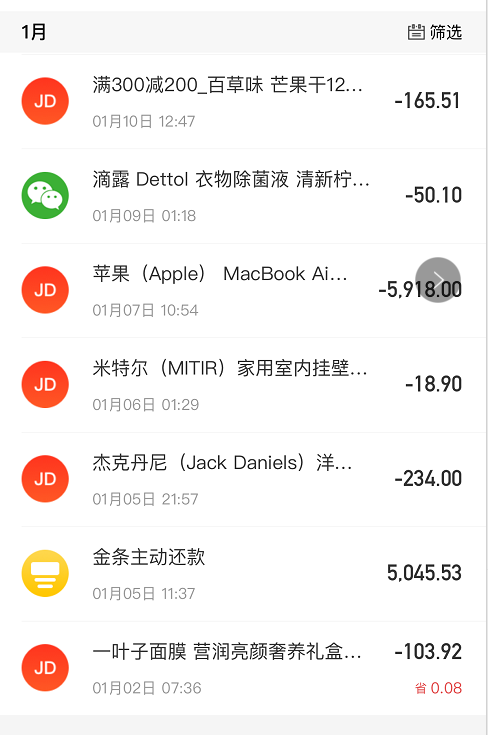 1月
筛选
JD
满300减200_百草味 芒果干12...
-165.51
01月10日 12:47
滴露 Dettol 衣物除菌液 清新柠...
-50.10
01月09日 01:18
JD
苹果（Apple） MacBook Ai...
-5,918.00
01月07日 10:54
JD
米特尔（MITIR）家用室内挂壁...
-18.90
01月06日 01:29
JD
杰克丹尼（Jack Daniels）洋...
-234.00
01月05日 21:57
金条主动还款
5,045.53
01月05日 11:37
JD
一叶子面膜 营润亮颜奢养礼盒...
-103.92
01月02日 07:36
省 0.08